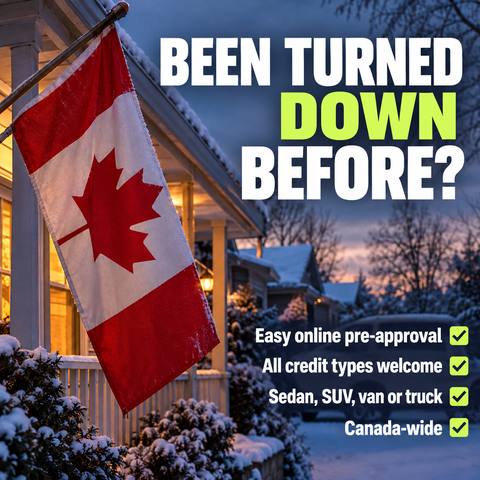 BEEN TURNED
DOWN
BEFORE?
Easy online pre-approval
All credit types welcome
Sedan, SUV, van or truck
Canada-wide